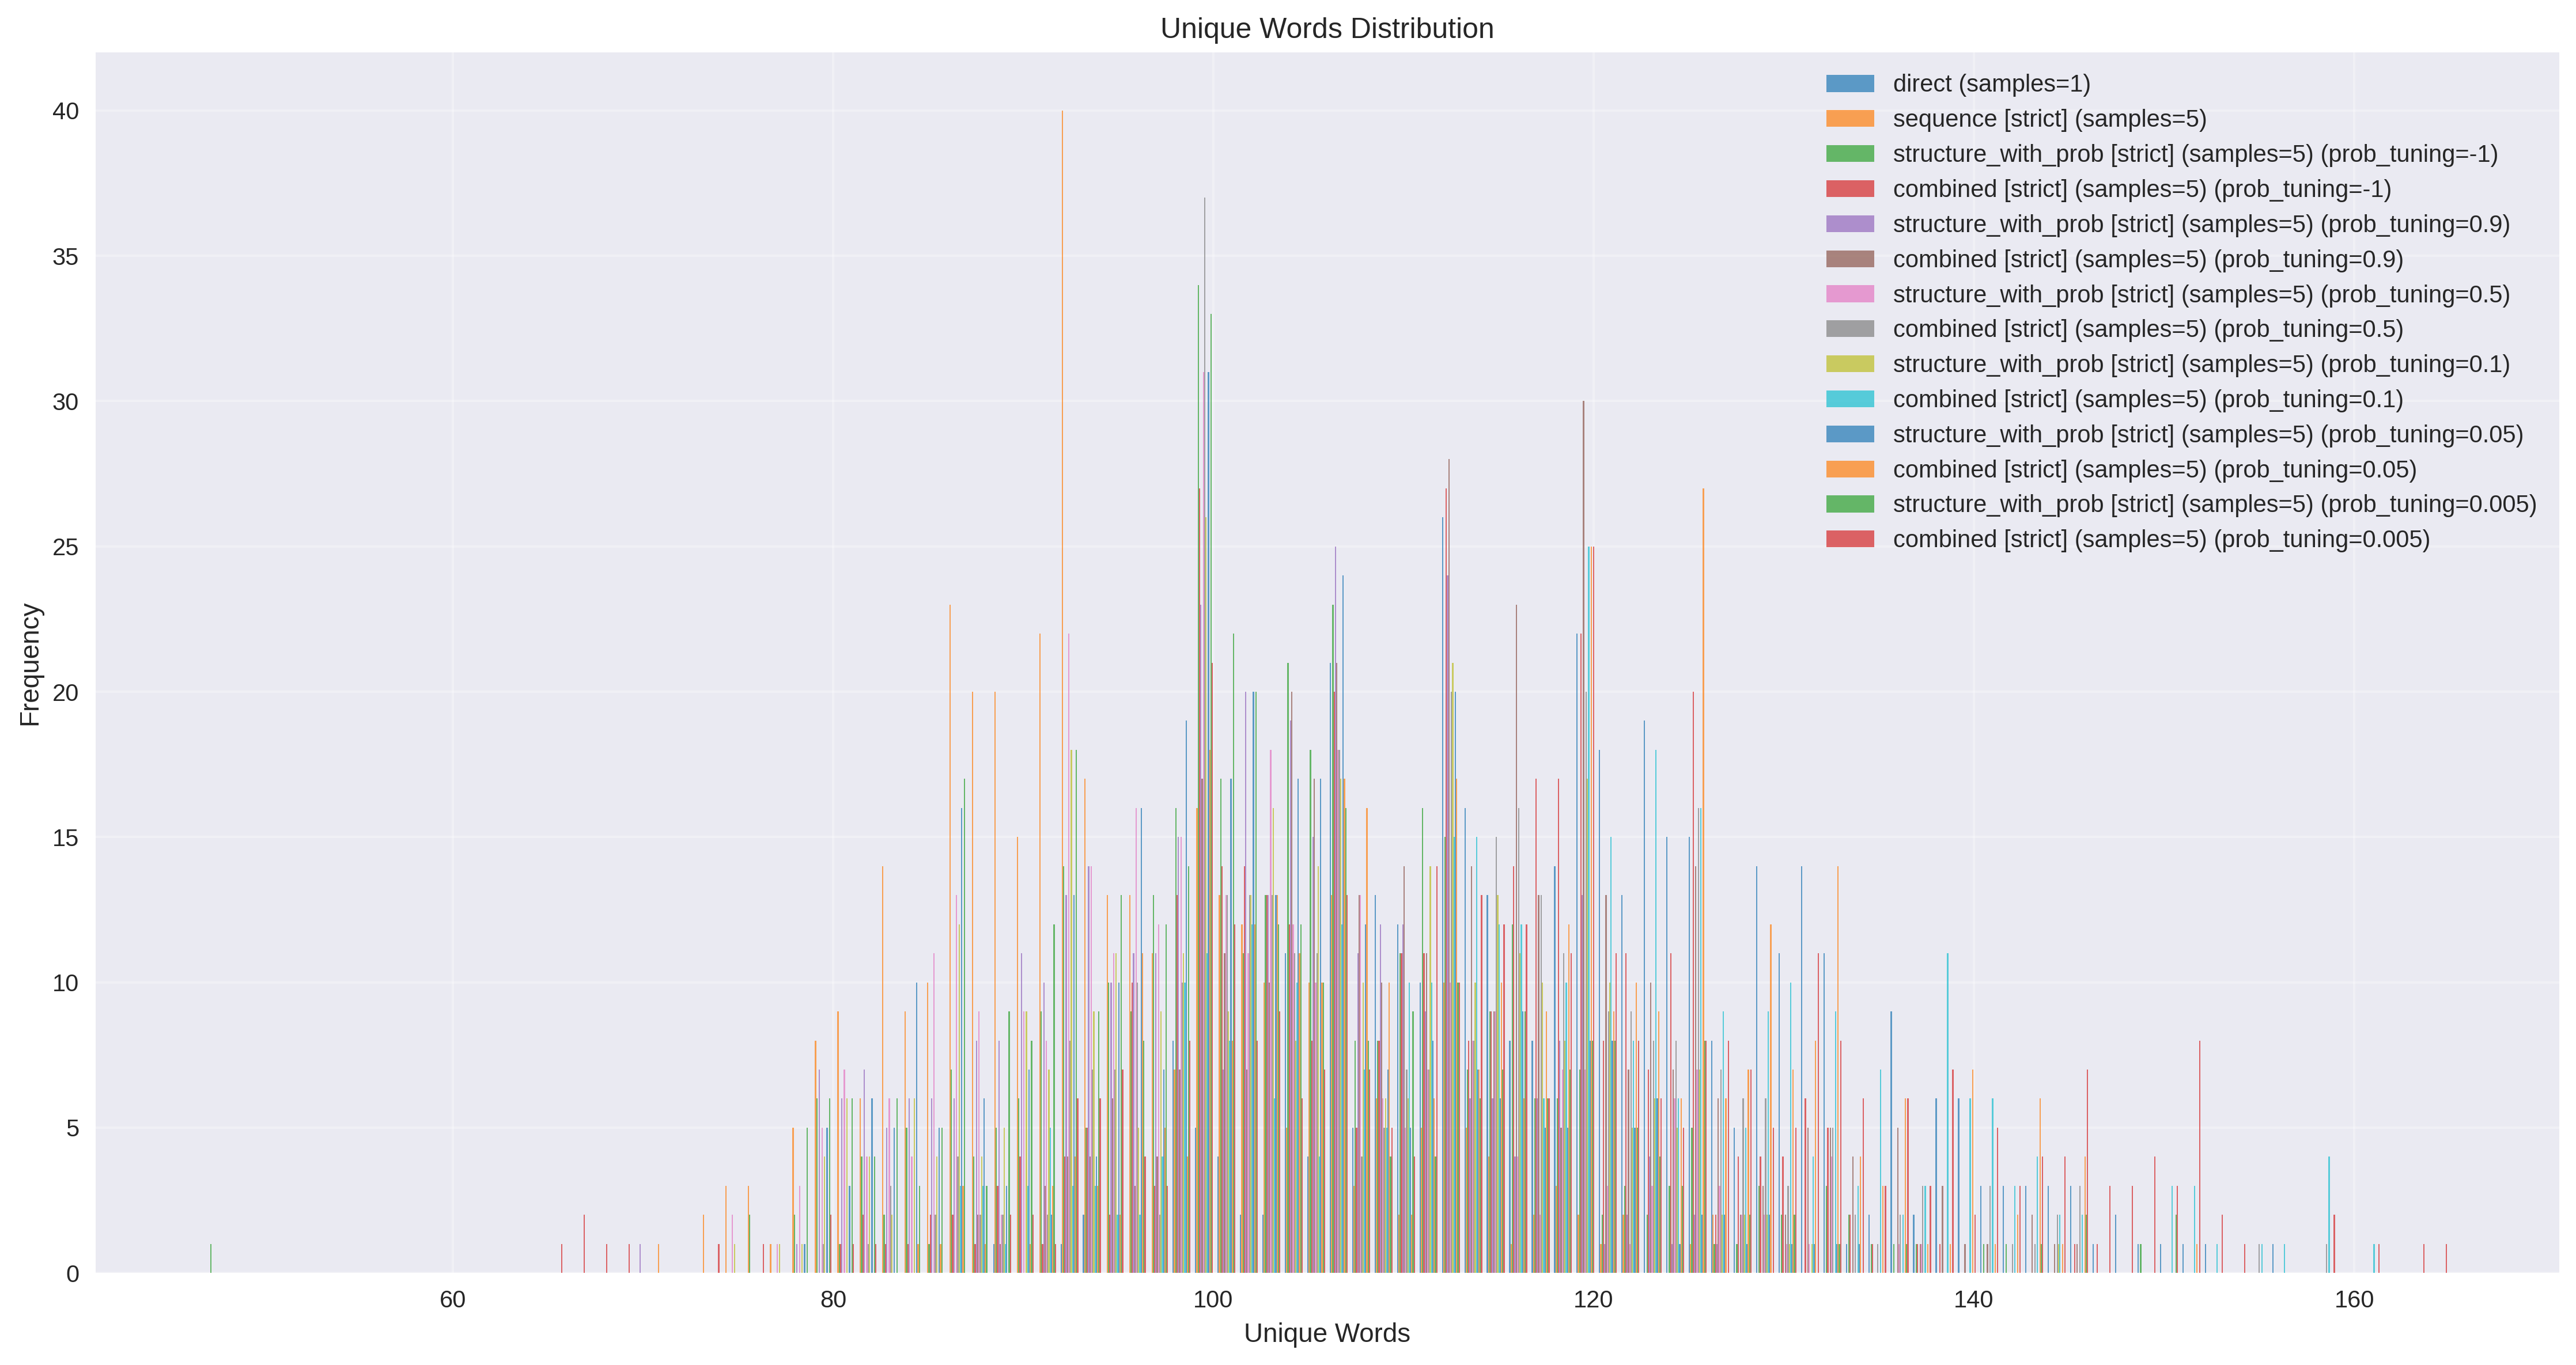 Unique Words Distribution
direct (samples=1)
sequence [strict] (samples=5)
structure_with_prob [strict] (samples=5) (prob_tuning=-1)
combined [strict] (samples=5) (prob_tuning=-1)
structure_with_prob [strict] (samples=5) (prob_tuning=0.9)
combined [strict] (samples=5) (prob_tuning=0.9)
structure_with_prob [strict] (samples=5) (prob_tuning=0.5)
combined [strict] (samples=5) (prob_tuning=0.5)
structure_with_prob [strict] (samples=5) (prob_tuning=0.1)
combined [strict] (samples=5) (prob_tuning=0.1)
structure_with_prob [strict] (samples=5) (prob_tuning=0.05)
combined [strict] (samples=5) (prob_tuning=0.05)
structure_with_prob [strict] (samples=5) (prob_tuning=0.005)
combined [strict] (samples=5) (prob_tuning=0.005)
Frequency
40
35
30
25
20
15
10
5
0
60 80 100 120 140 160
Unique Words